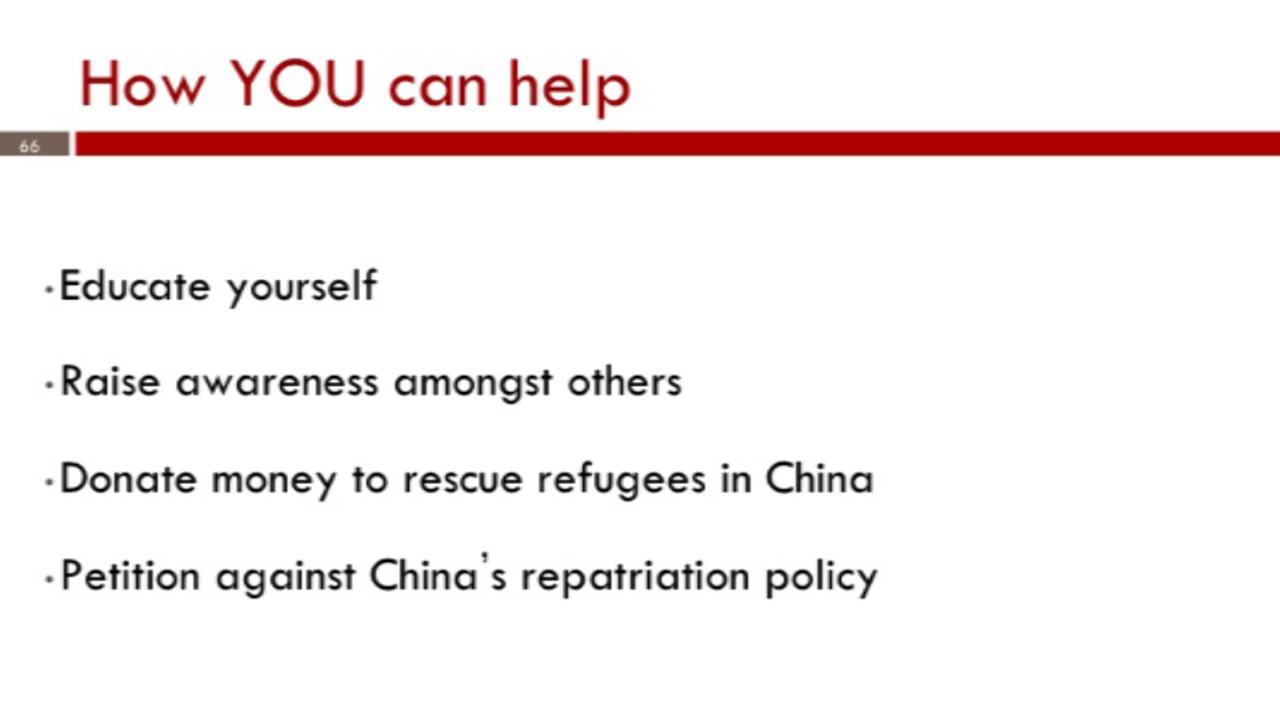 How YOU can help
66
•Educate yourself
•Raise awareness amongst others
•Donate money to rescue refugees in China
•Petition against China’s repatriation policy